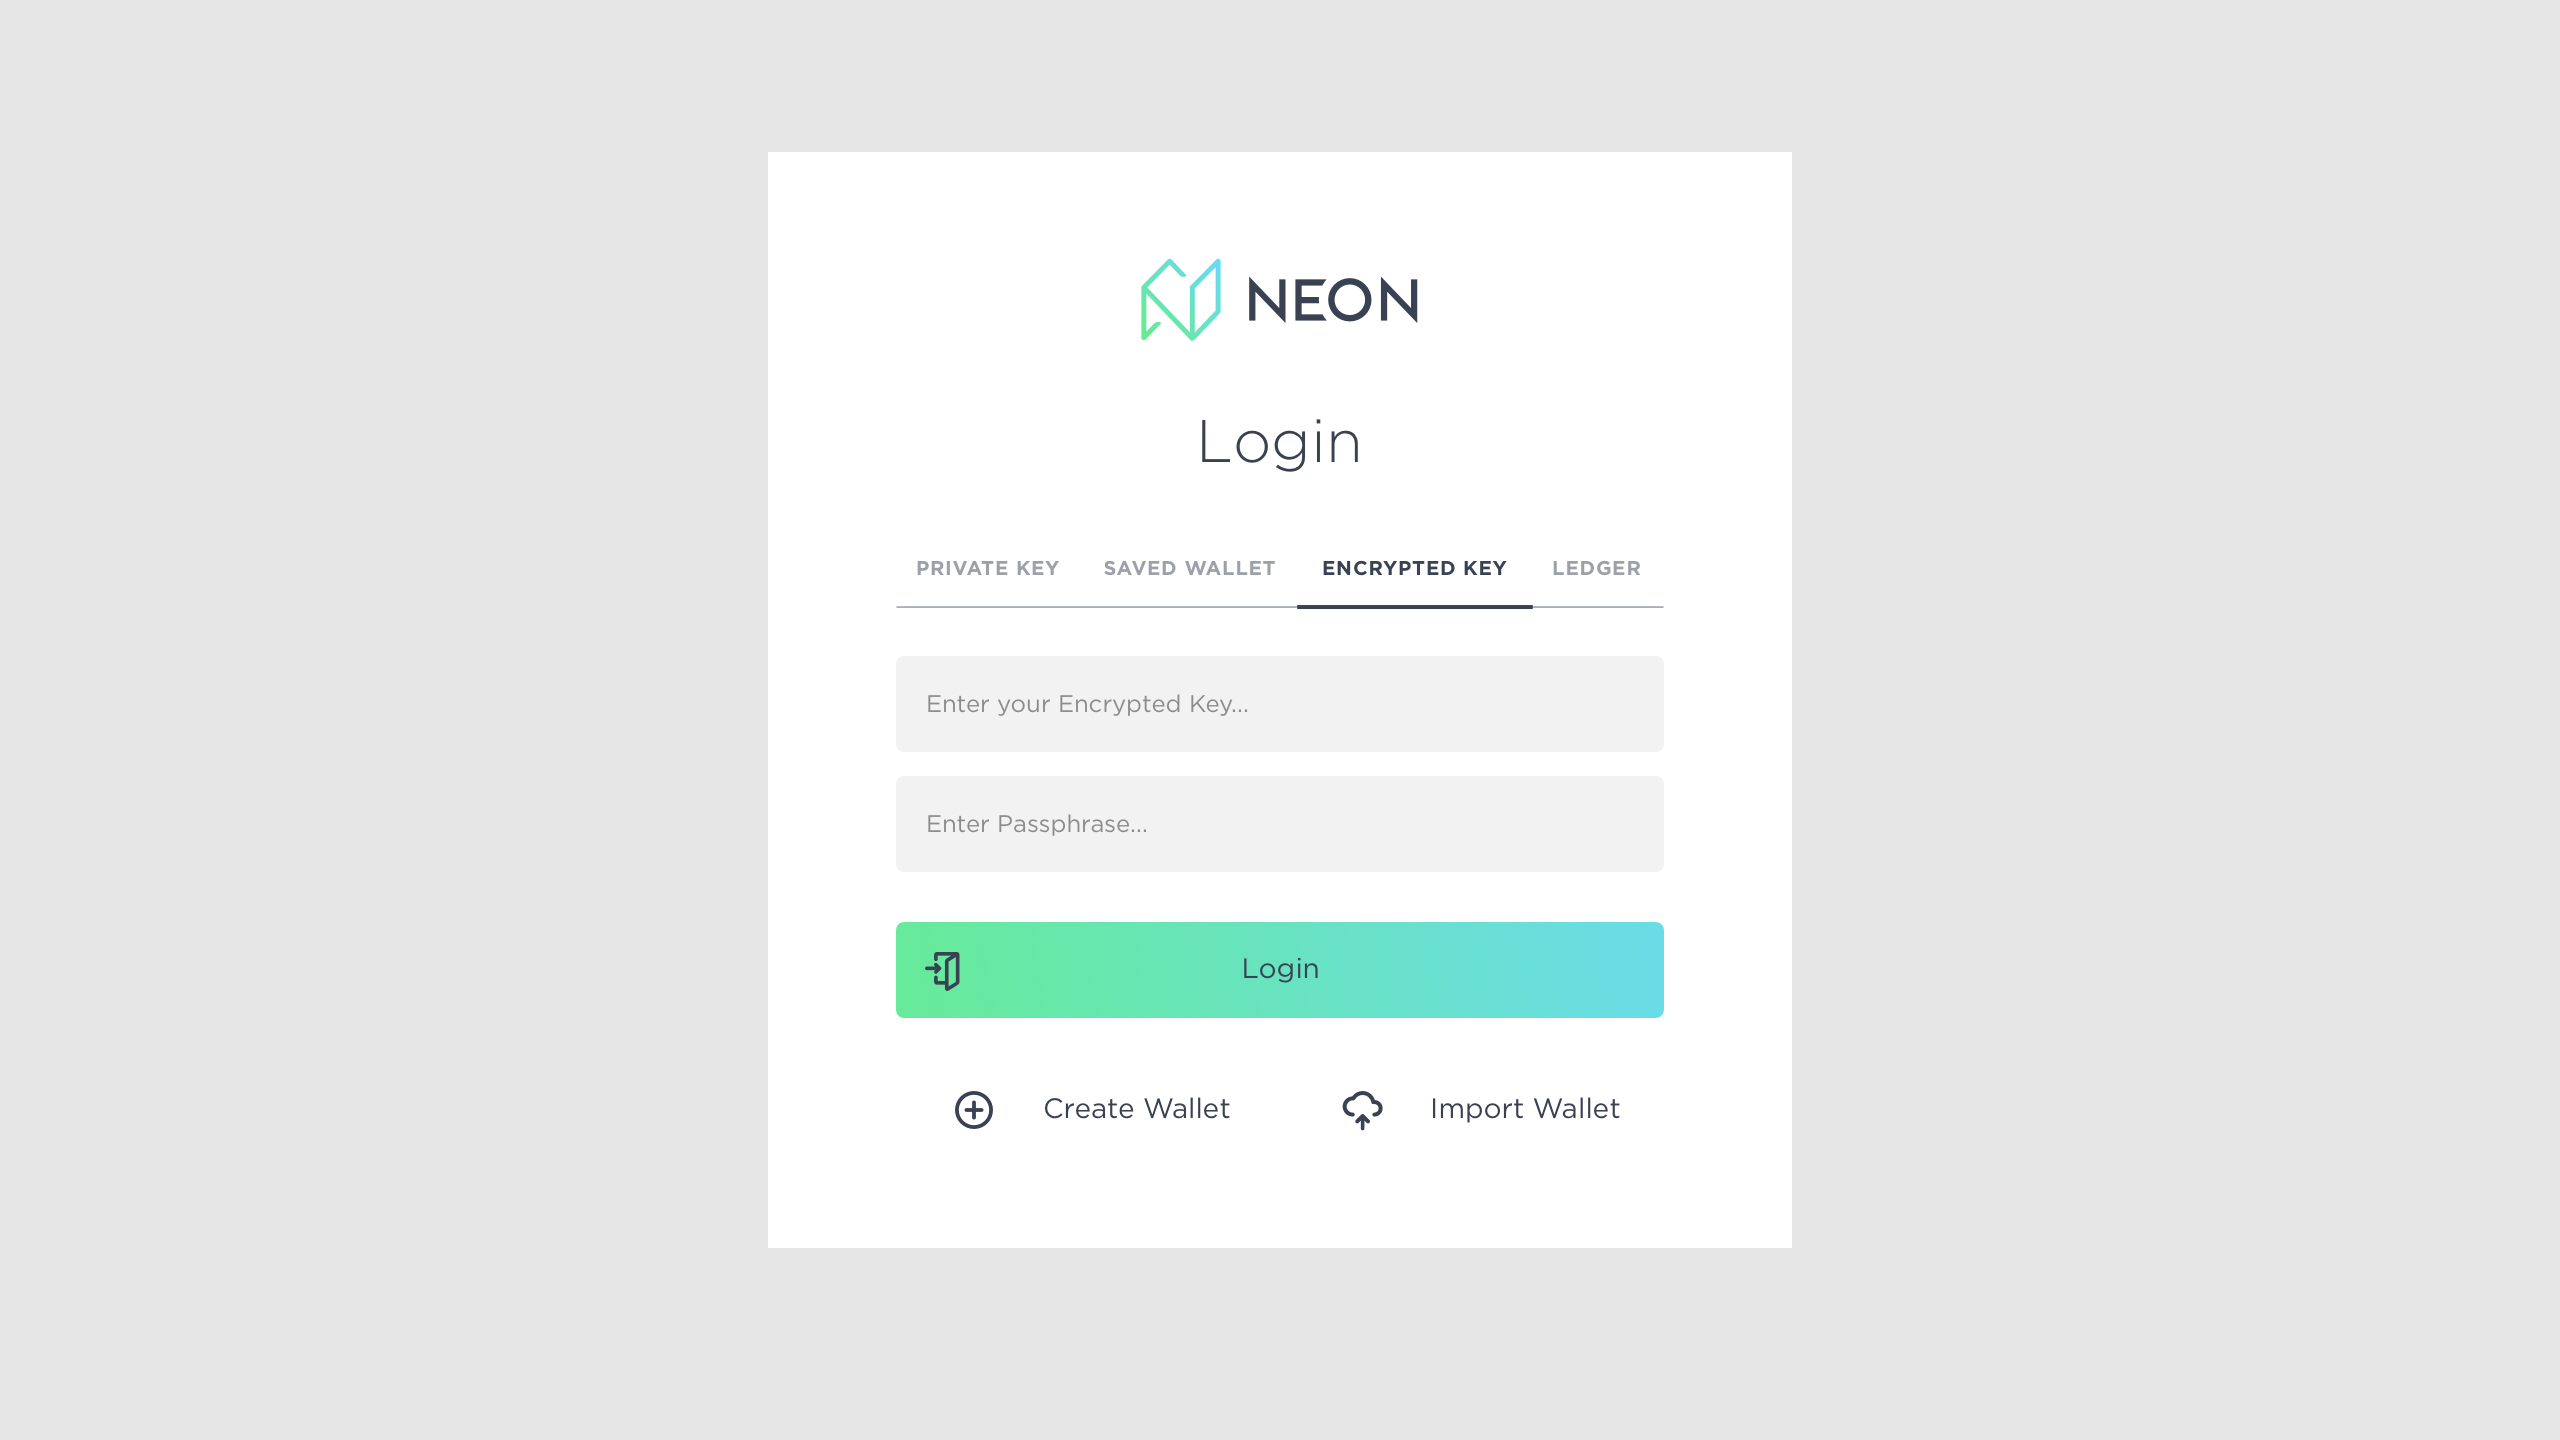 NEON
Login
PRIVATE KEY SAVED WALLET ENCRYPTED KEY LEDGER
Enter your Encrypted Key...
Enter Passphrase...
Login
Create Wallet Import Wallet